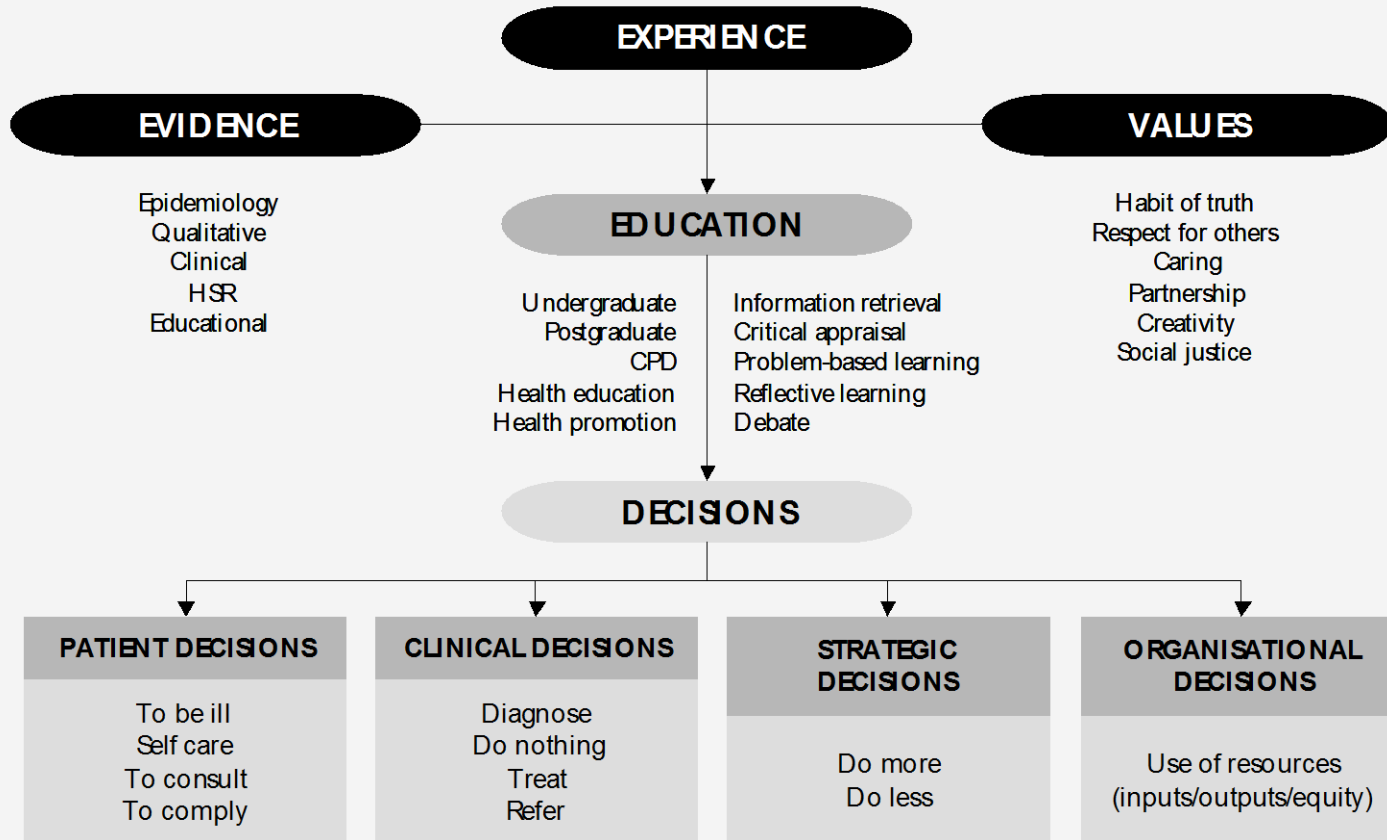 EXPERIENCE
EVIDENCE
VALUES
Epidemiology
Qualitative
Clinical
HSR
Educational
EDUCATION
Habit of truth
Respect for others
Caring
Partnership
Creativity
Social justice
Undergraduate
Postgraduate
CPD
Health education
Health promotion
Information retrieval
Critical appraisal
Problem-based learning
Reflective learning
Debate
DECISIONS
PATIENT DECISIONS
To be ill
Self care
To consult
To comply
CLINICAL DECISIONS
Diagnose
Do nothing
Treat
Refer
STRATEGIC
DECISIONS
Do more
Do less
ORGANISATIONAL
DECISIONS
Use of resources
(inputs/outputs/equity)